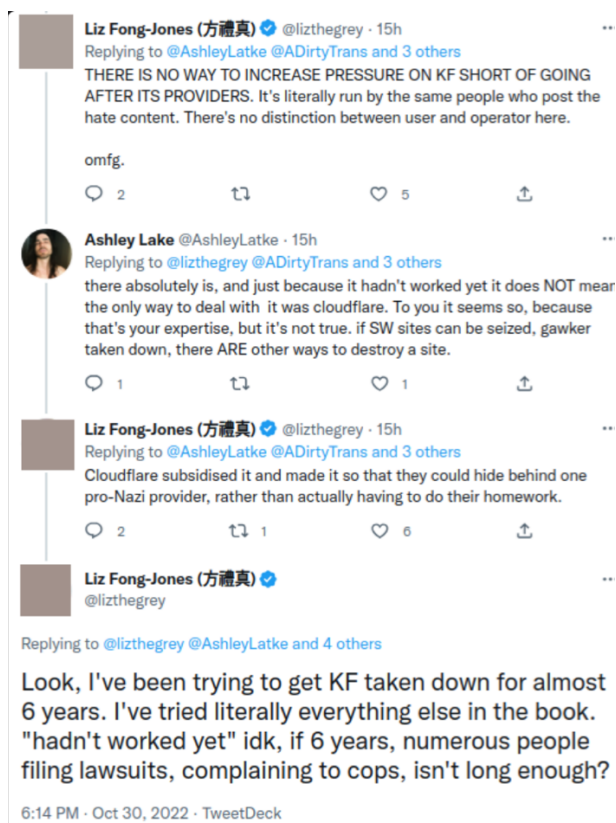 Liz Fong-Jones (方禮真) @lizthegrey · 15h
Replying to @AshleyLatke @ADirtyTrans and 3 others
THERE IS NO WAY TO INCREASE PRESSURE ON KF SHORT OF GOING
AFTER ITS PROVIDERS. It's literally run by the same people who post the
hate content. There's no distinction between user and operator here.
omfg.
2 5
Ashley Lake @AshleyLatke · 15h
Replying to @lizthegrey @ADirtyTrans and 3 others
there absolutely is, and just because it hadn't worked yet it does NOT mean
the only way to deal with it was cloudflare. To you it seems so, because
that's your expertise, but it's not true. if SW sites can be seized, gawker
taken down, there ARE other ways to destroy a site.
1 1
Liz Fong-Jones (方禮真) @lizthegrey · 15h
Replying to @AshleyLatke @ADirtyTrans and 3 others
Cloudflare subsidised it and made it so that they could hide behind one
pro-Nazi provider, rather than actually having to do their homework.
2 1 6
Liz Fong-Jones (方禮真)
@lizthegrey
Replying to @lizthegrey @AshleyLatke and 4 others
Look, I've been trying to get KF taken down for almost
6 years. I've tried literally everything else in the book.
"hadn't worked yet" idk, if 6 years, numerous people
filing lawsuits, complaining to cops, isn't long enough?
6:14 PM · Oct 30, 2022 · TweetDeck